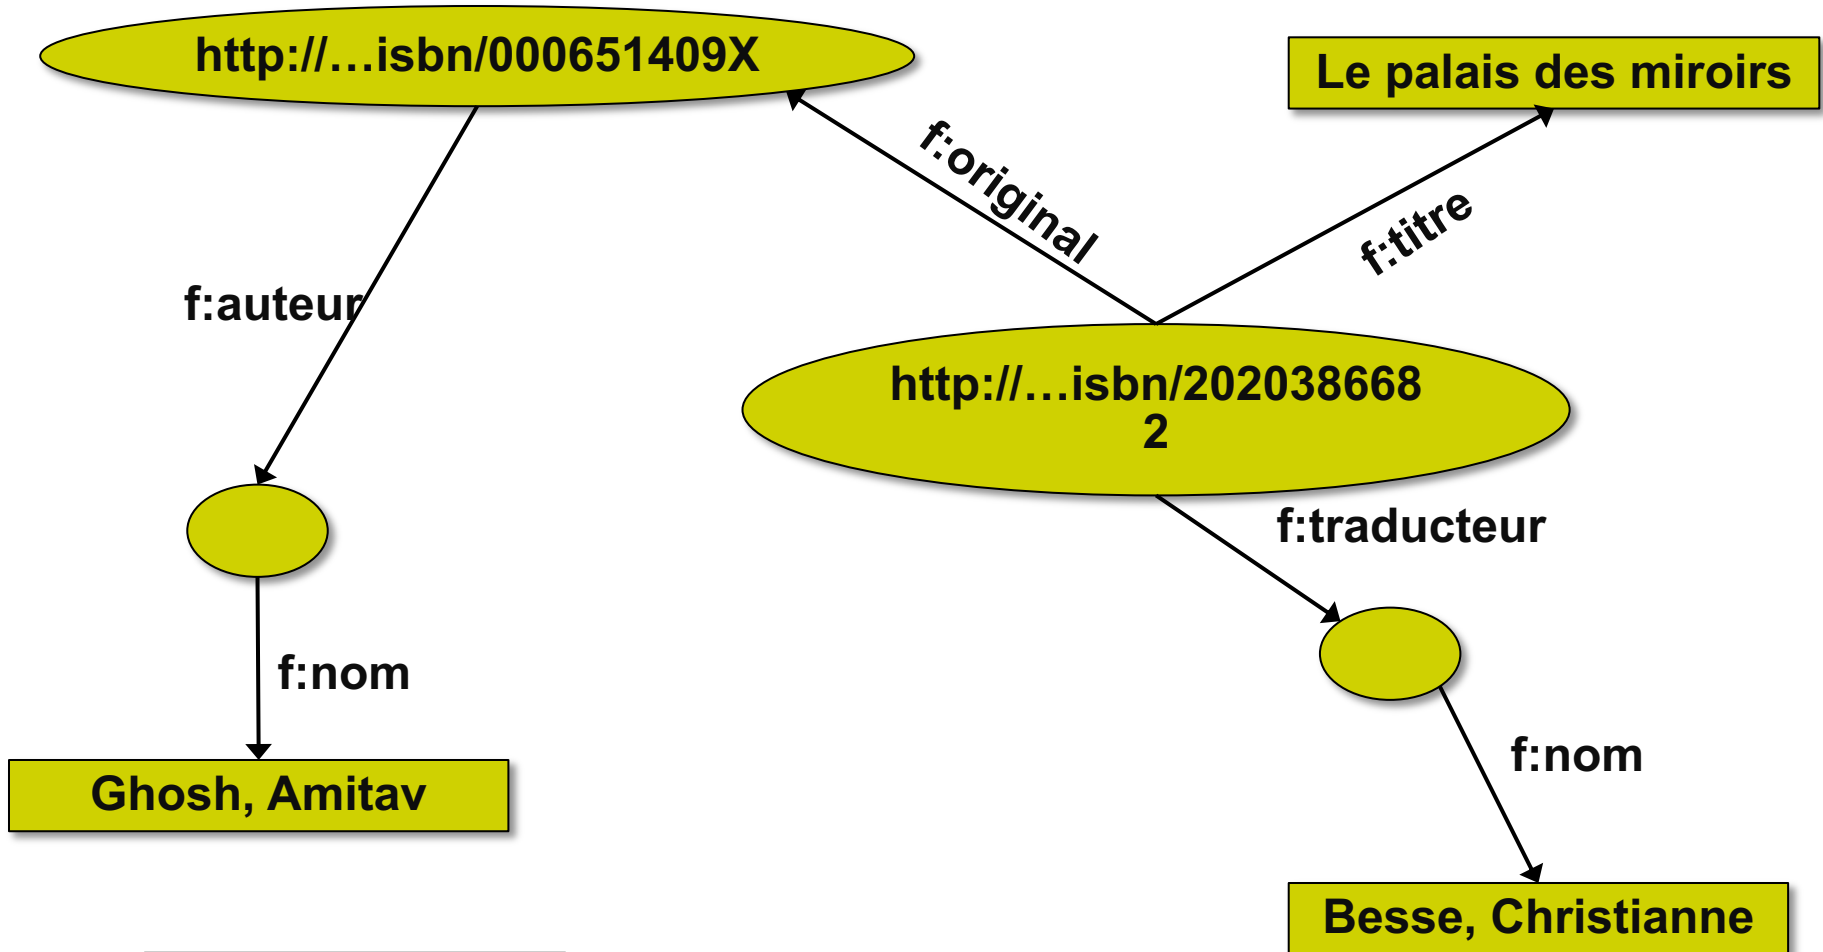 http://…isbn/000651409X
Le palais des miroirs
f:original
f:titre
f:auteur
http://…isbn/202038668
2
f:traducteur
f:nom
f:nom
Ghosh, Amitav
Besse, Christianne